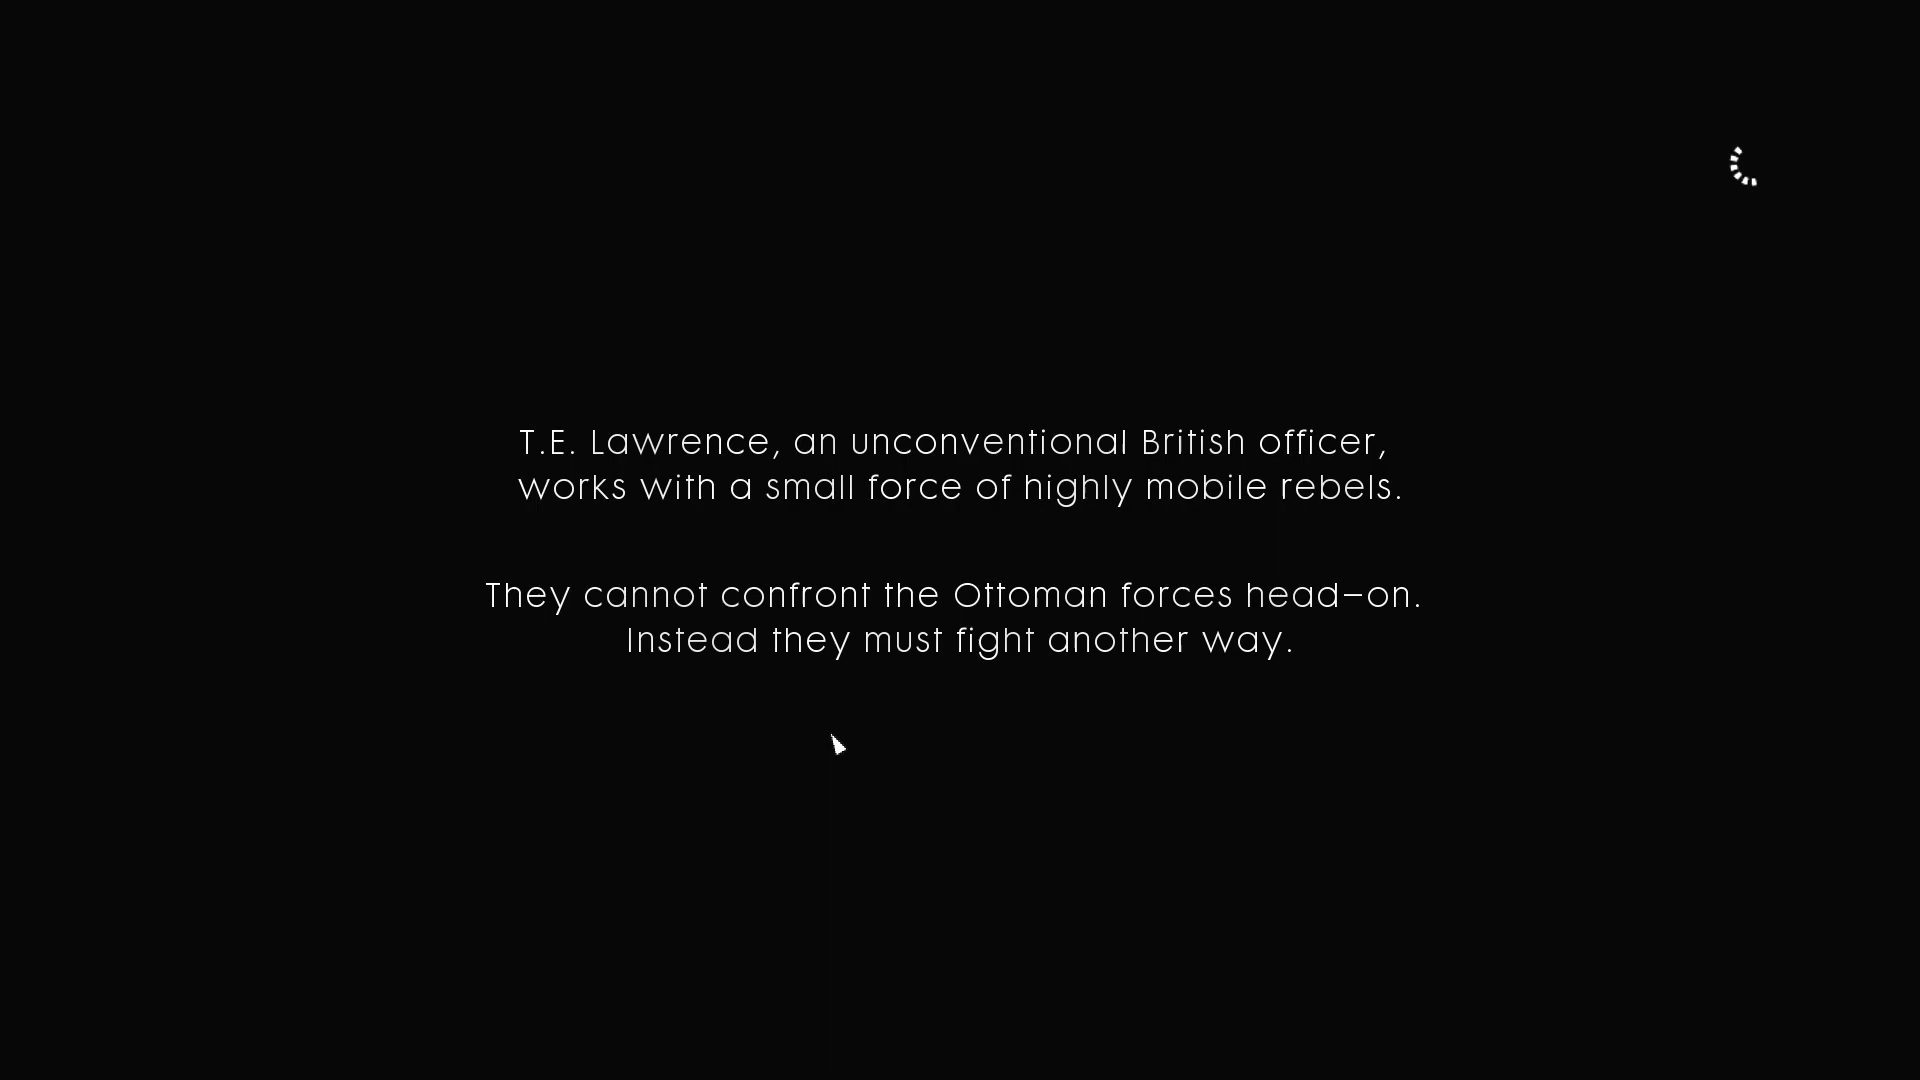 T.E. Lawrence, an unconventional British officer,
works with a small force of highly mobile rebels.
They cannot confront the Ottoman forces head-on.
Instead they must fight another way.